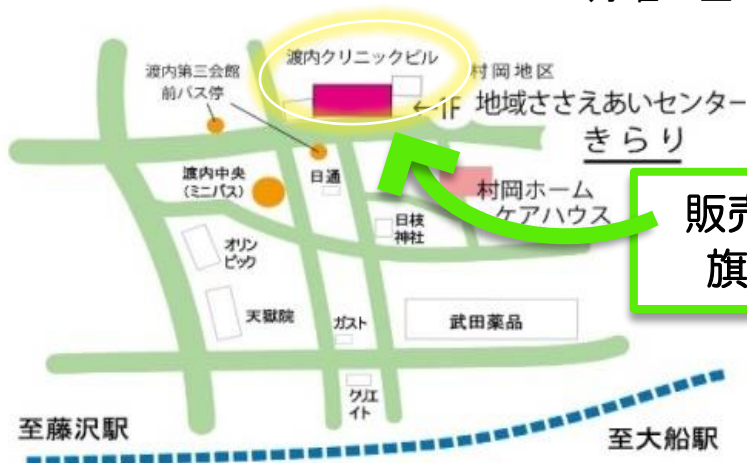 渡内クリニックビル
渡内第三会館
前バス停
村岡地区
←1F 地域ささえあいセンター
きらり
渡内中央
(ミニバス)
日通
村岡ホーム
ケアハウス
販売
旗
日枝
神社
オリン
ピック
天嶽院
ガスト
武田薬品
クリエ
イト
至藤沢駅
至大船駅